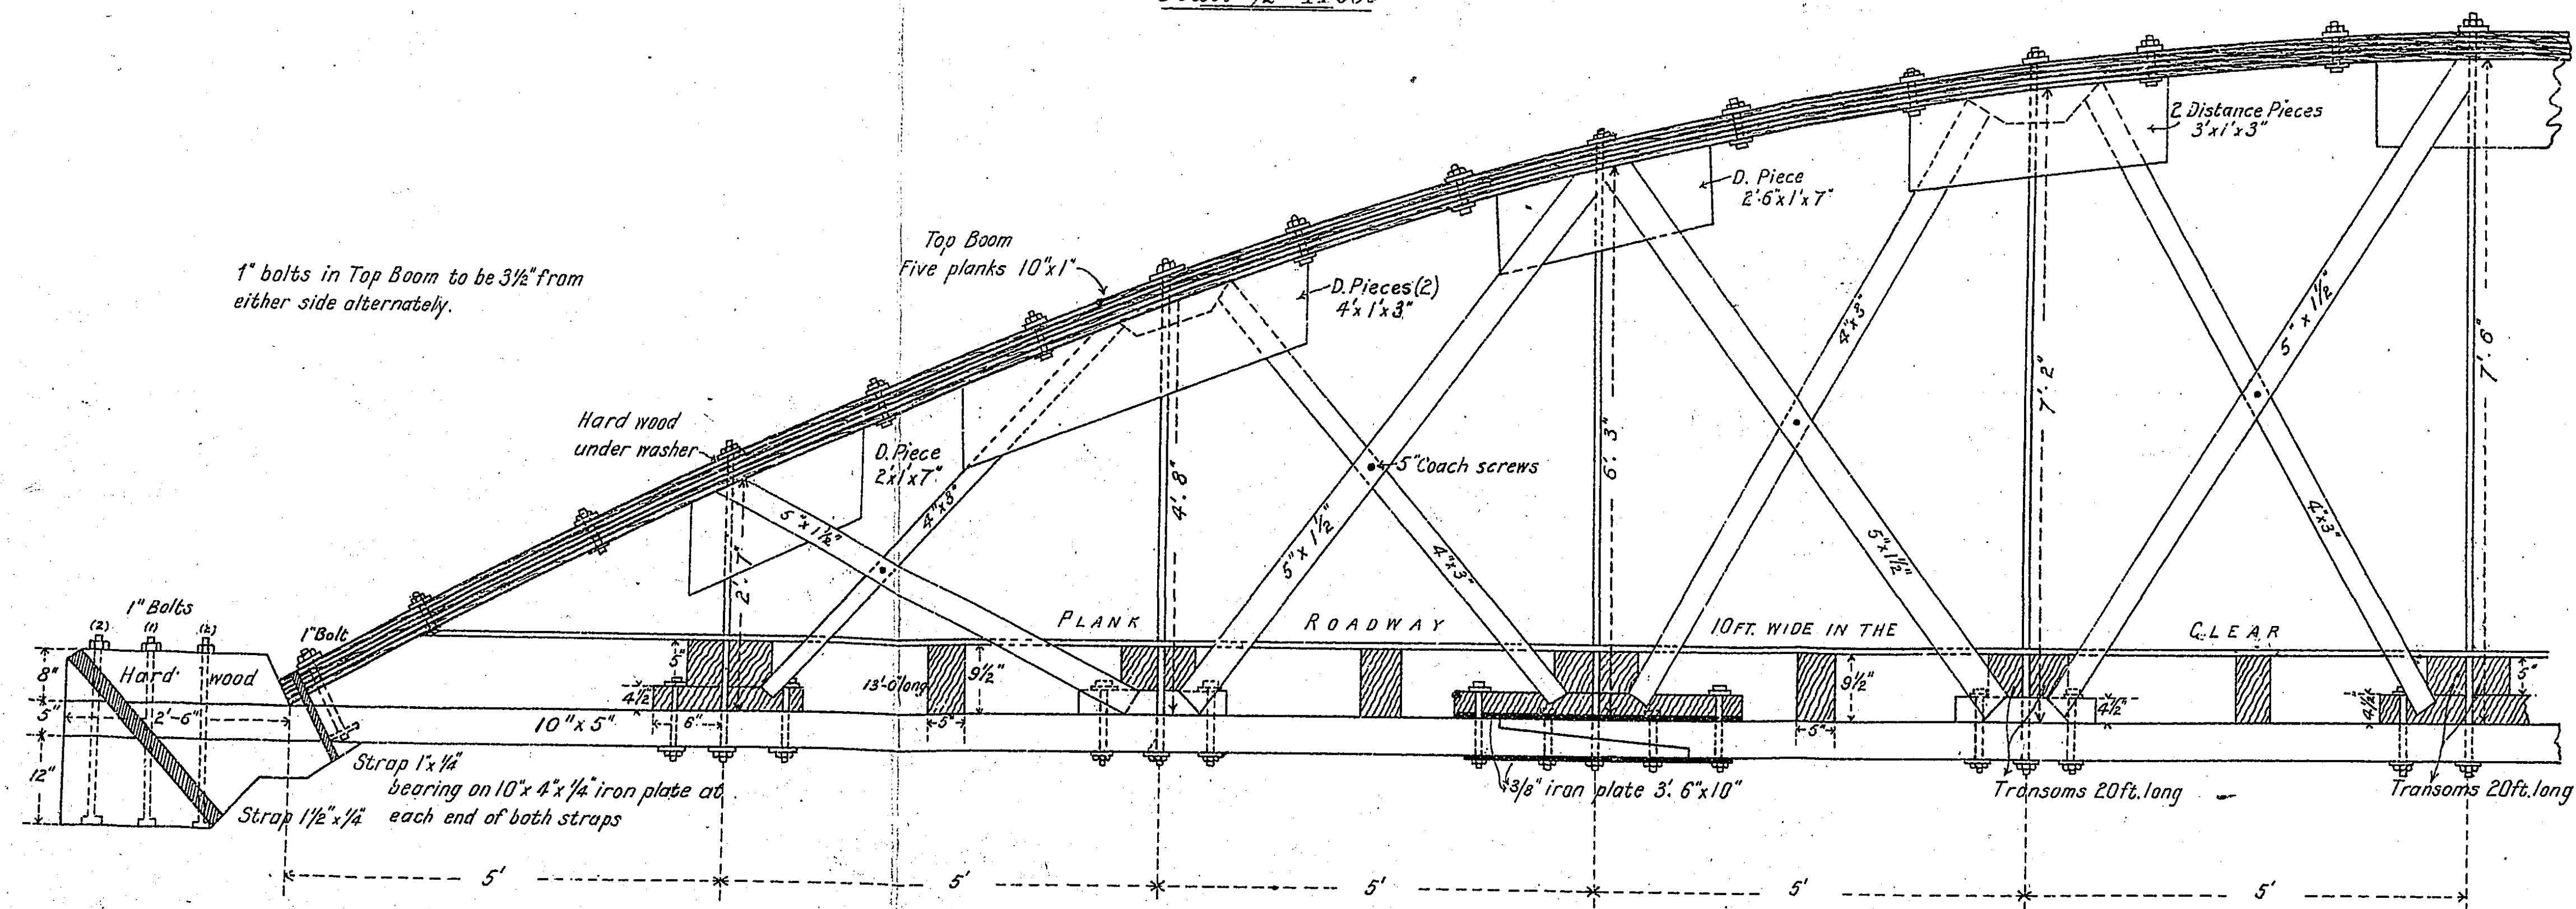 1" bolts in Top Boom to be 3½" from
either side alternately.
Top Boom
Five planks 10"x1"
2 Distance Pieces
3'x1'x3"
D. Piece
2'.6"x1'x7"
D. Pieces (2)
4'x1'x3"
Hard wood
under washer
D. Piece
2'x1'x7"
5" Coach screws
5"x1½"
4"x3"
5"x1½"
4"x3"
4"x3"
5"x1½"
5"x1½"
4"x3"
2'.7"
4'.8"
6'.3"
7'.2"
7'.6"
PLANK ROADWAY 10FT. WIDE IN THE CLEAR
1" Bolts
(2) (1) (2)
1" Bolt
Hard wood
8"
5"
12"
2'-6"
10"x5"
5"
4½
6"
13'-0 long
9½"
5"
9½"
5"
4½"
4½"
5"
Strap 1"x¼"
bearing on 10"x4"x¼" iron plate at
Strap 1½"x¼" each end of both straps
3/8" iron plate 3'.6"x10"
Transoms 20ft. long
Transoms 20ft. long
5' 5' 5' 5' 5'